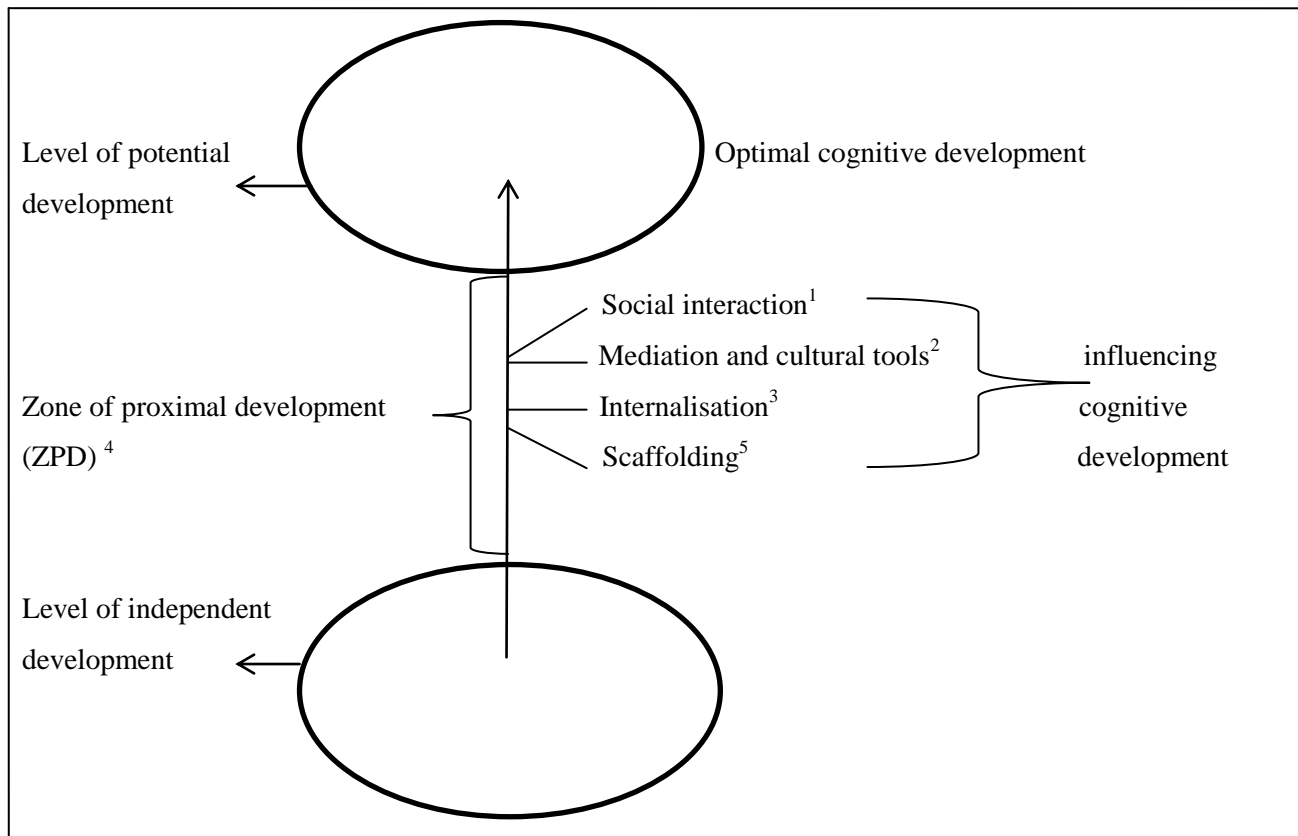 Level of potential
development
Optimal cognitive development
Social interaction1
Mediation and cultural tools2
Internalisation3
Scaffolding5
influencing
cognitive
development
Zone of proximal development
(ZPD) 4
Level of independent
development